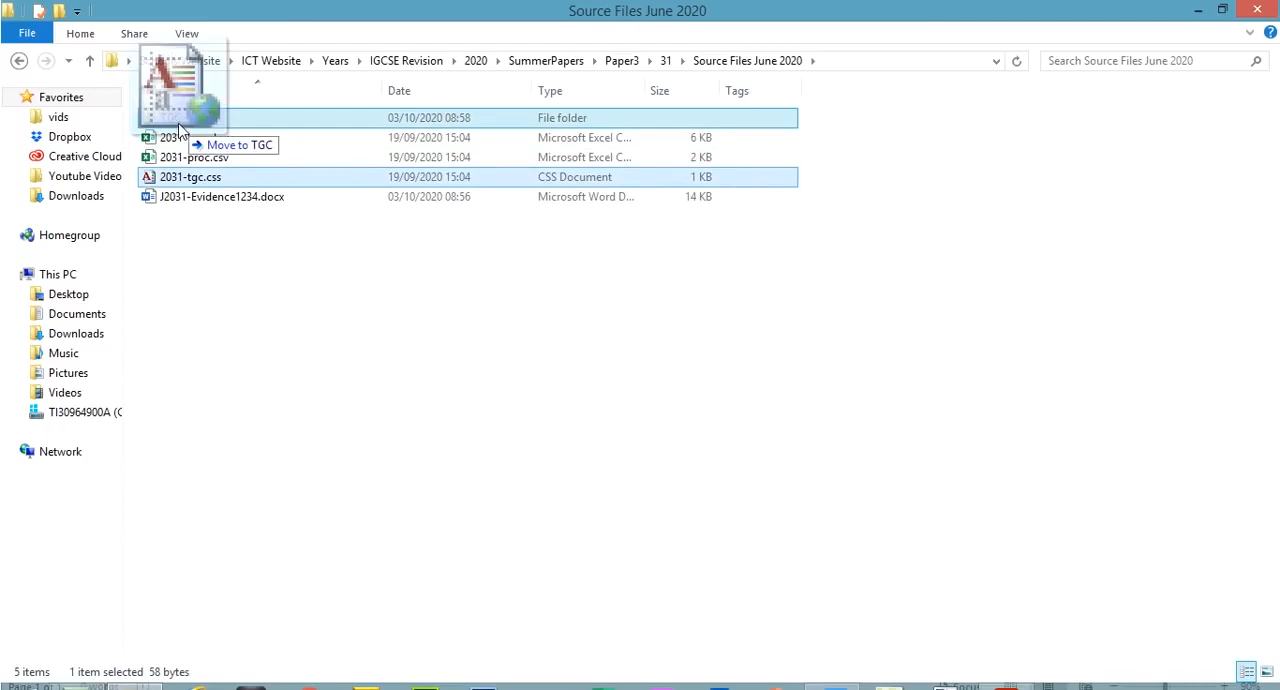 Source Files June 2020
File Home Share View
site ICT Website Years IGCSE Revision 2020 SummerPapers Paper3 31 Source Files June 2020
Search Source Files June 2020
Date Type Size Tags
03/10/2020 08:58 File folder
19/09/2020 15:04 Microsoft Excel C... 6 KB
Move to TGC
2031-proc.csv 19/09/2020 15:04 Microsoft Excel C... 2 KB
2031-tgc.css 19/09/2020 15:04 CSS Document 1 KB
J2031-Evidence1234.docx 03/10/2020 08:56 Microsoft Word D... 14 KB
Favorites
vids
Dropbox
Creative Cloud
Youtube Video
Downloads
Homegroup
This PC
Desktop
Documents
Downloads
Music
Pictures
Videos
TI30964900A (C
Network
5 items 1 item selected 58 bytes